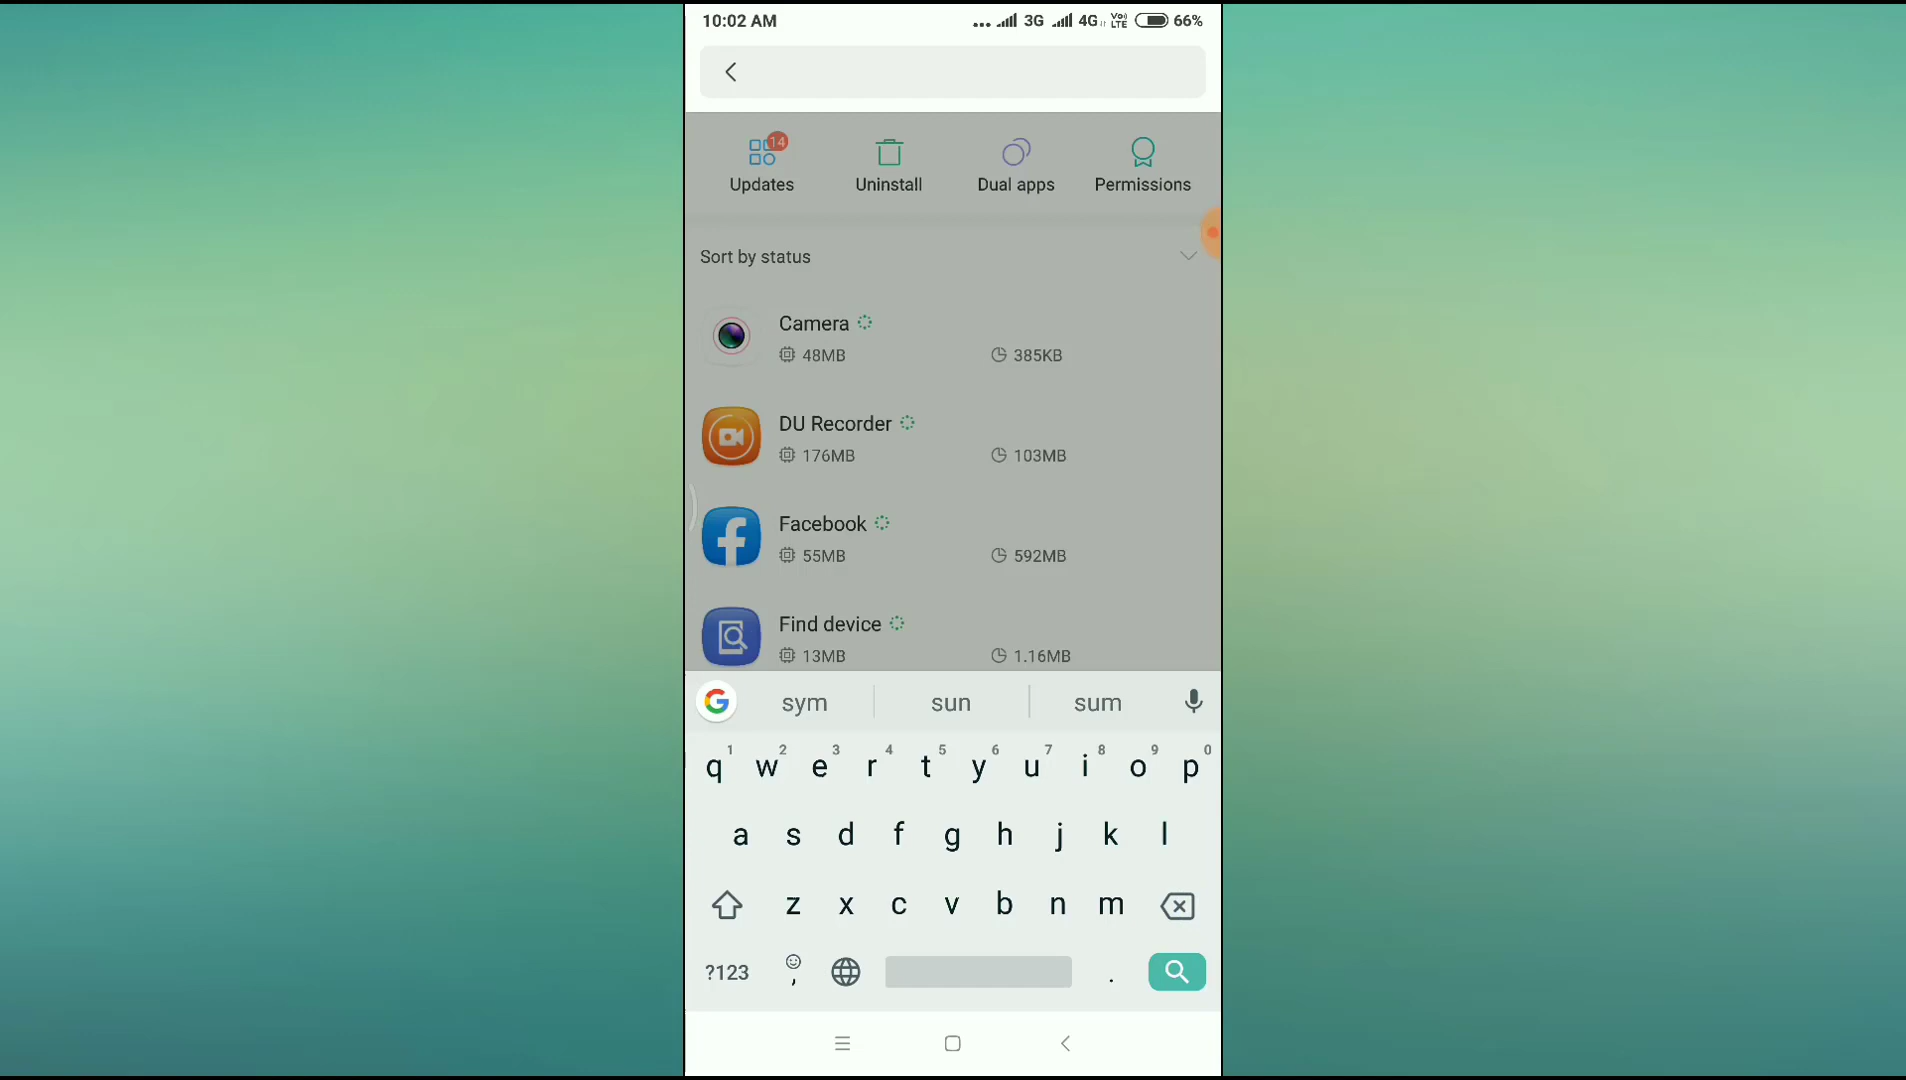 10:02 AM ... 3G 4G Vo) LTE 66%
14
Updates Uninstall Dual apps Permissions
Sort by status
Camera
48MB 385KB
DU Recorder
176MB 103MB
Facebook
55MB 592MB
Find device
13MB 1.16MB
sym sun sum
1 2 3 4 5 6 7 8 9 0
q w e r t y u i o p
a s d f g h j k l
z x c v b n m
?123 , .